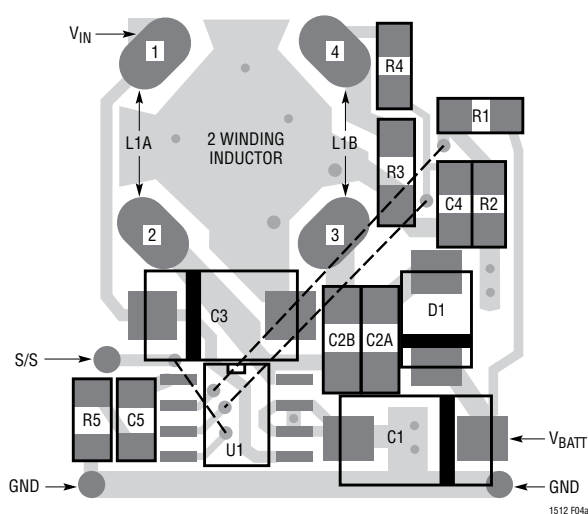 V_IN
1
4
R4
R1
L1A
2 WINDING
INDUCTOR
L1B
R3
C4
R2
2
3
C3
D1
C2B
C2A
S/S
R5
C5
U1
C1
V_BATT
GND
GND
1512 F04a